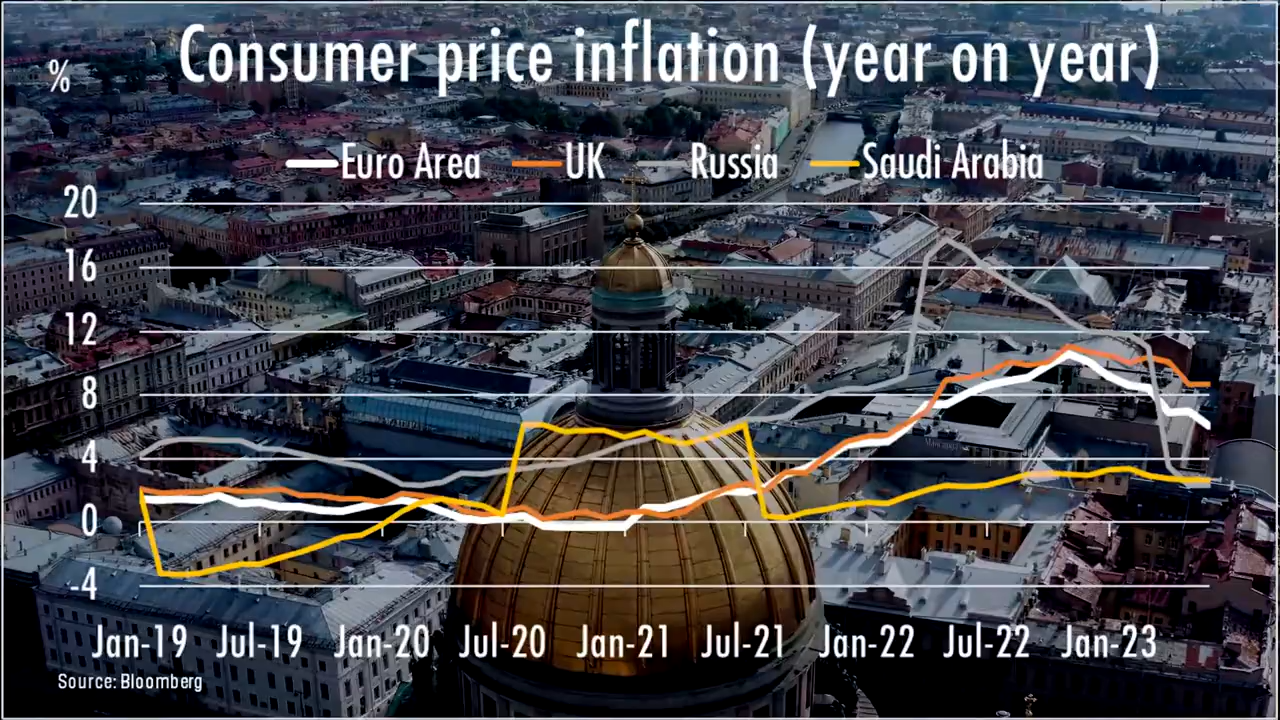 Consumer price inflation (year on year)
%
Euro Area UK Russia Saudi Arabia
20
16
12
8
4
0
-4
Jan-19 Jul-19 Jan-20 Jul-20 Jan-21 Jul-21 Jan-22 Jul-22 Jan-23
Source: Bloomberg